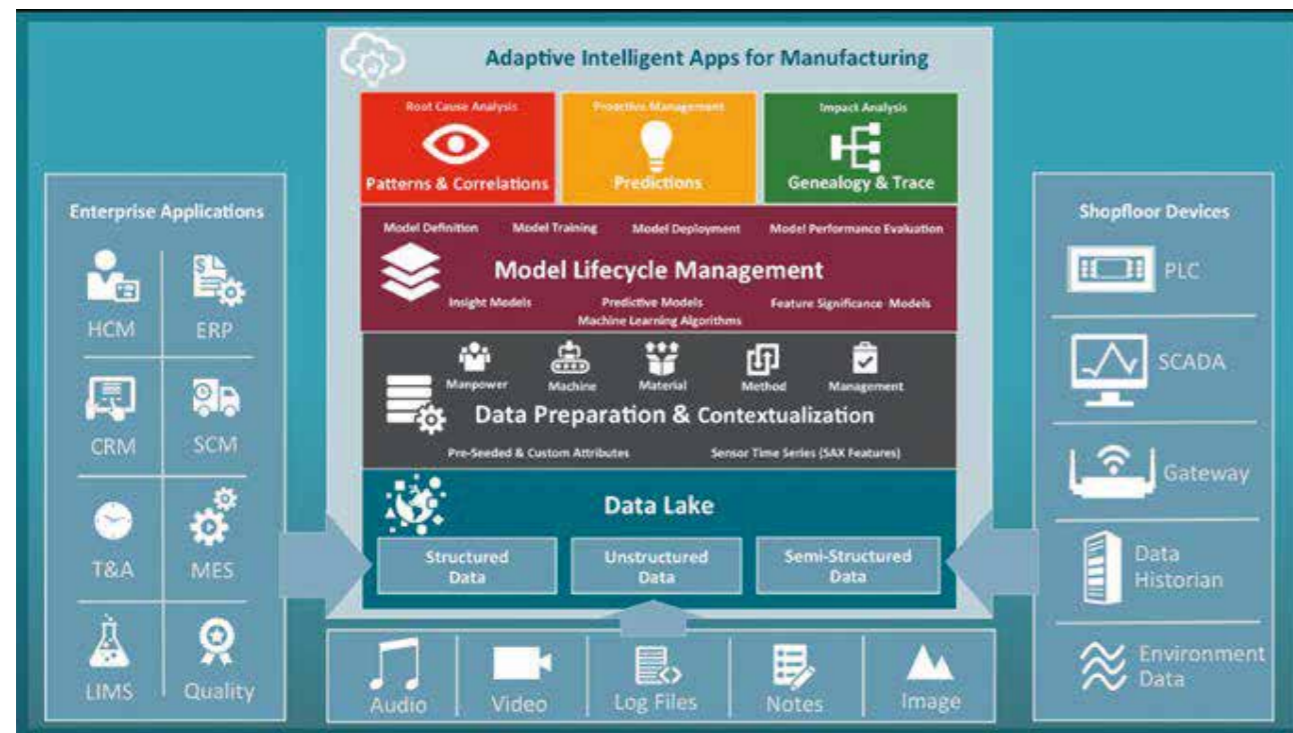 Adaptive Intelligent Apps for Manufacturing
Root Cause Analysis
Patterns & Correlations
Proactive Management
Predictions
Impact Analysis
Genealogy & Trace
Model Definition
Model Training
Model Deployment
Model Performance Evaluation
Model Lifecycle Management
Insight Models
Predictive Models
Feature Significance Models
Machine Learning Algorithms
Manpower
Machine
Material
Method
Management
Data Preparation & Contextualization
Pre-Seeded & Custom Attributes
Sensor Time Series (SAX Features)
Data Lake
Structured
Data
Unstructured
Data
Semi-Structured
Data
Enterprise Applications
HCM
ERP
CRM
SCM
T&A
MES
LIMS
Quality
Shopfloor Devices
PLC
SCADA
Gateway
Data
Historian
Environment
Data
Audio
Video
Log Files
Notes
Image